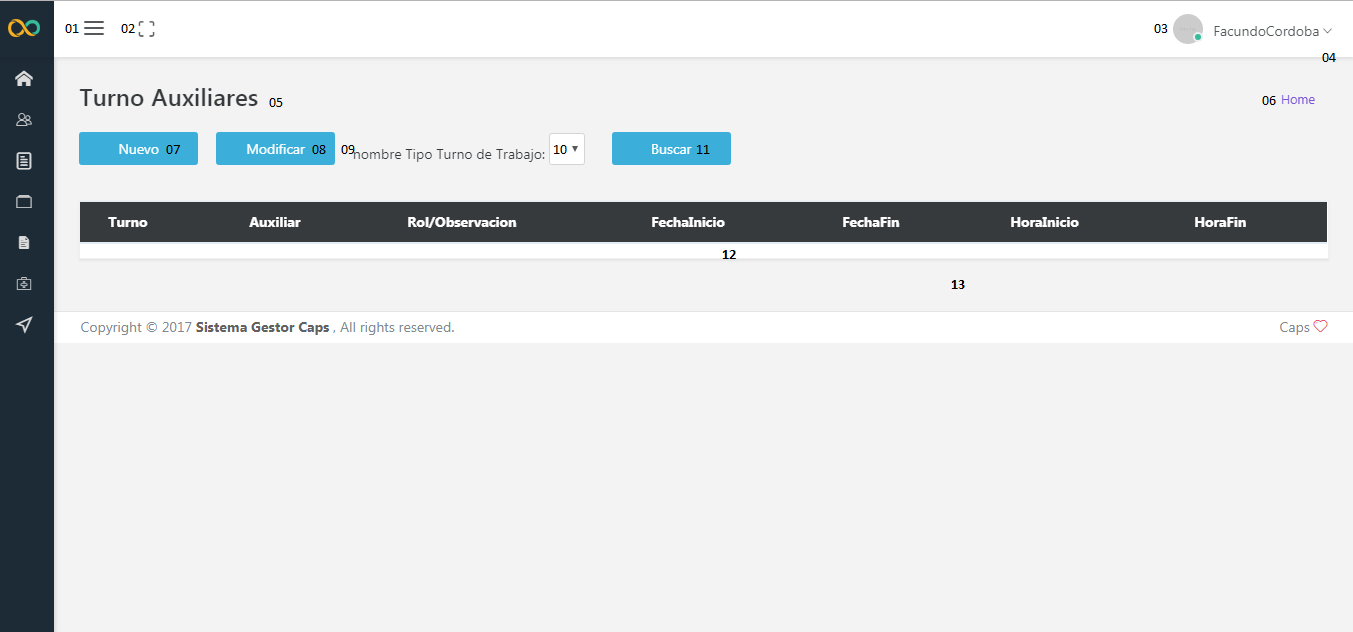 01 02 03 FacundoCordoba
04
Turno Auxiliares 05 06 Home
Nuevo 07 Modificar 08 09 nombre Tipo Turno de Trabajo: 10 Buscar 11
Turno Auxiliar Rol/Observacion FechaInicio FechaFin HoraInicio HoraFin
12
13
Copyright © 2017 Sistema Gestor Caps , All rights reserved. Caps